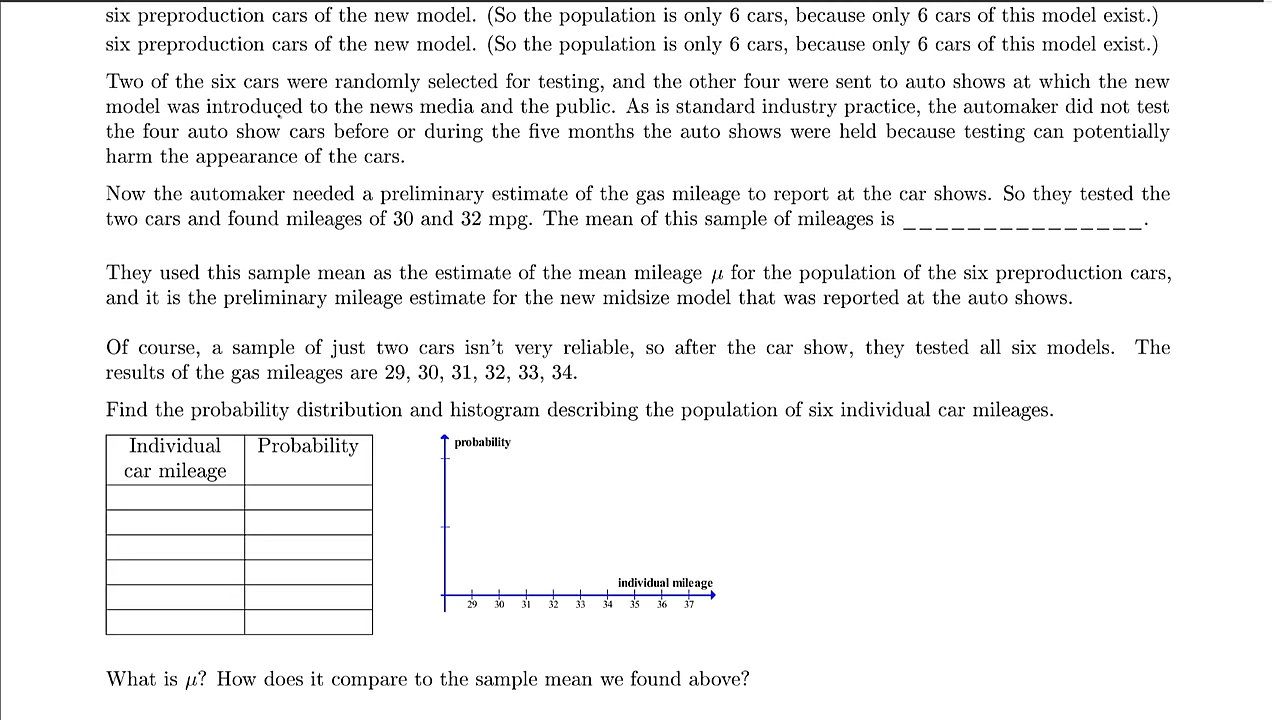 six preproduction cars of the new model. (So the population is only 6 cars, because only 6 cars of this model exist.)
six preproduction cars of the new model. (So the population is only 6 cars, because only 6 cars of this model exist.)
Two of the six cars were randomly selected for testing, and the other four were sent to auto shows at which the new
model was introduced to the news media and the public. As is standard industry practice, the automaker did not test
the four auto show cars before or during the five months the auto shows were held because testing can potentially
harm the appearance of the cars.
Now the automaker needed a preliminary estimate of the gas mileage to report at the car shows. So they tested the
two cars and found mileages of 30 and 32 mpg. The mean of this sample of mileages is _______________.
They used this sample mean as the estimate of the mean mileage μ for the population of the six preproduction cars,
and it is the preliminary mileage estimate for the new midsize model that was reported at the auto shows.
Of course, a sample of just two cars isn't very reliable, so after the car show, they tested all six models. The
results of the gas mileages are 29, 30, 31, 32, 33, 34.
Find the probability distribution and histogram describing the population of six individual car mileages.
Individual Probability
car mileage
probability
individual mileage
29 30 31 32 33 34 35 36 37
What is μ? How does it compare to the sample mean we found above?